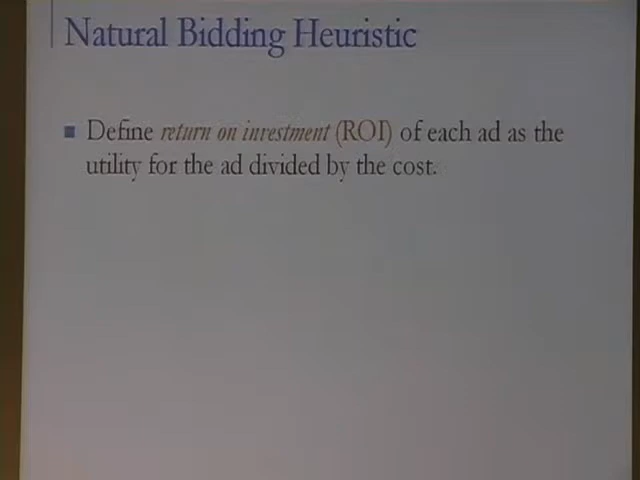 Natural Bidding Heuristic
Define return on investment (ROI) of each ad as the
utility for the ad divided by the cost.